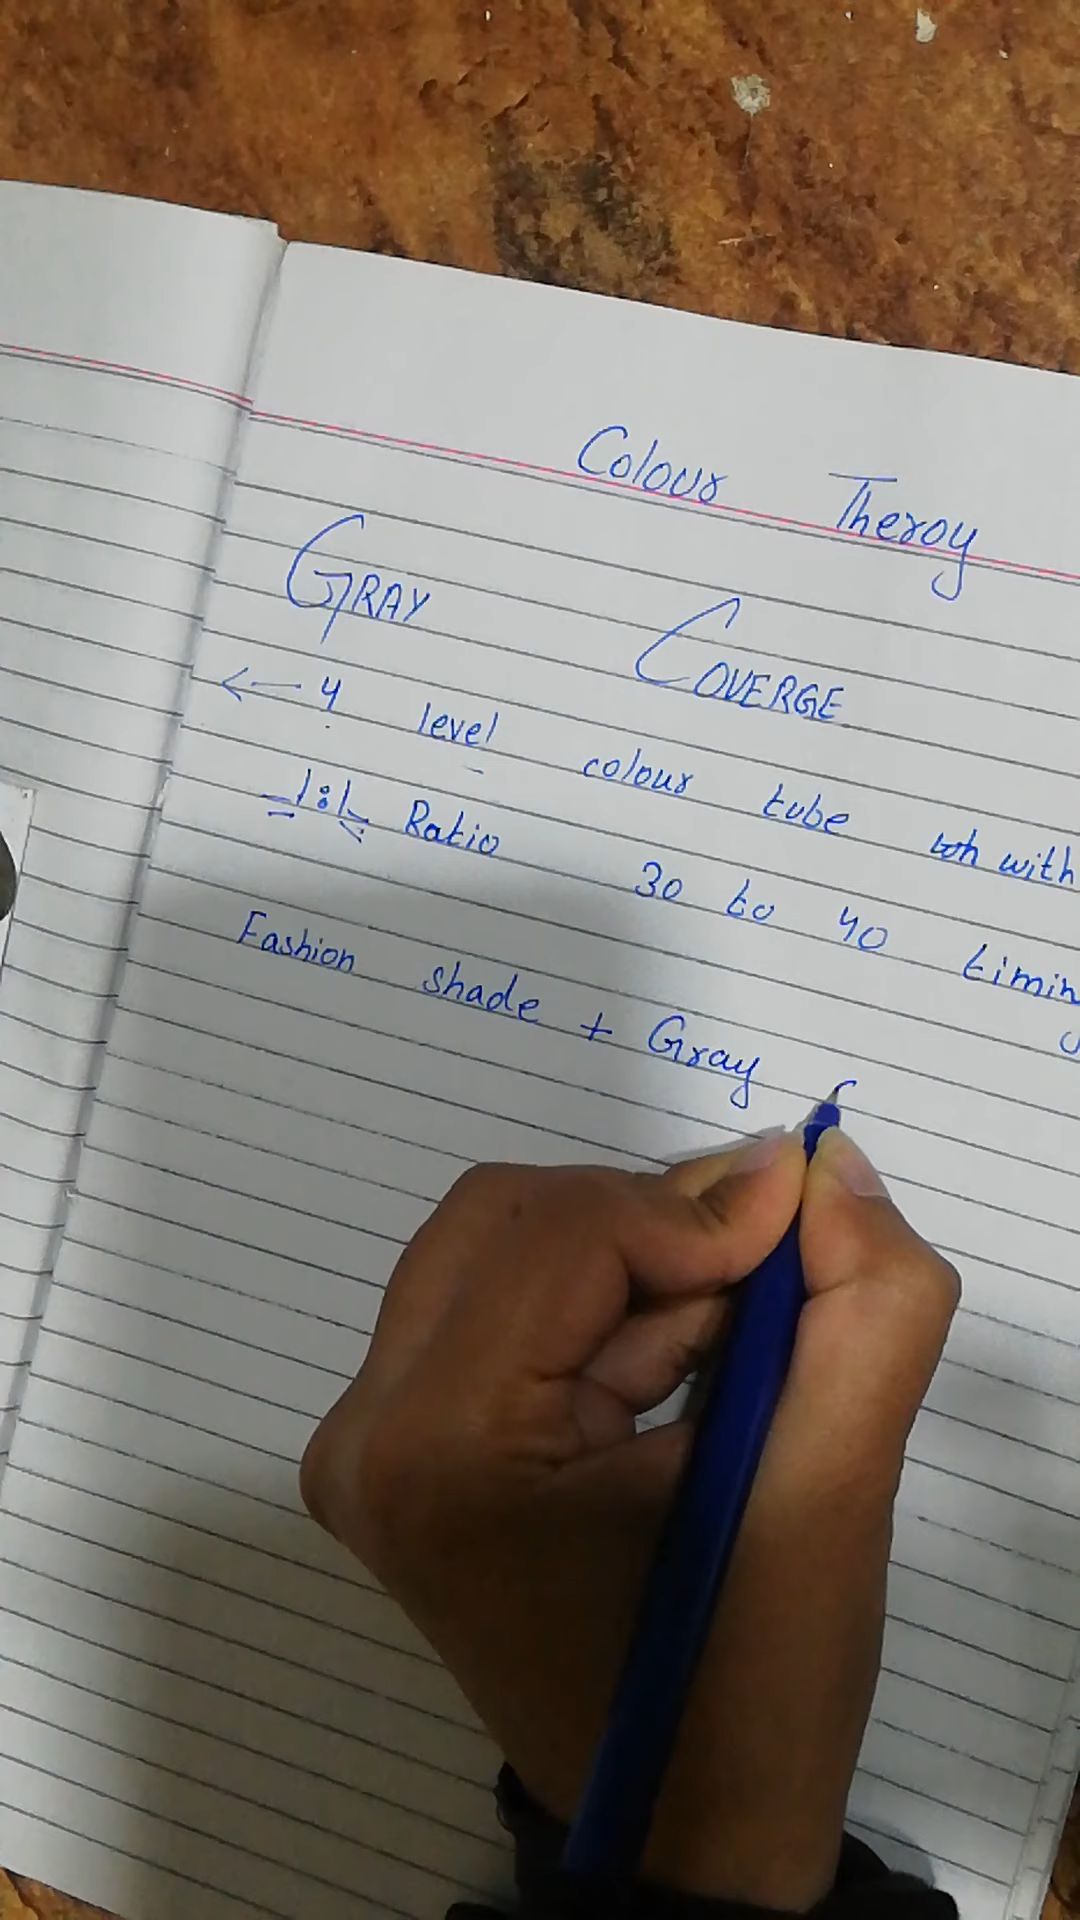 Colour Theroy
GRAY COVERGE
<— 4 level colour tube with
1:1 Ratio 30 to 40 timin
Fashion shade + Gray